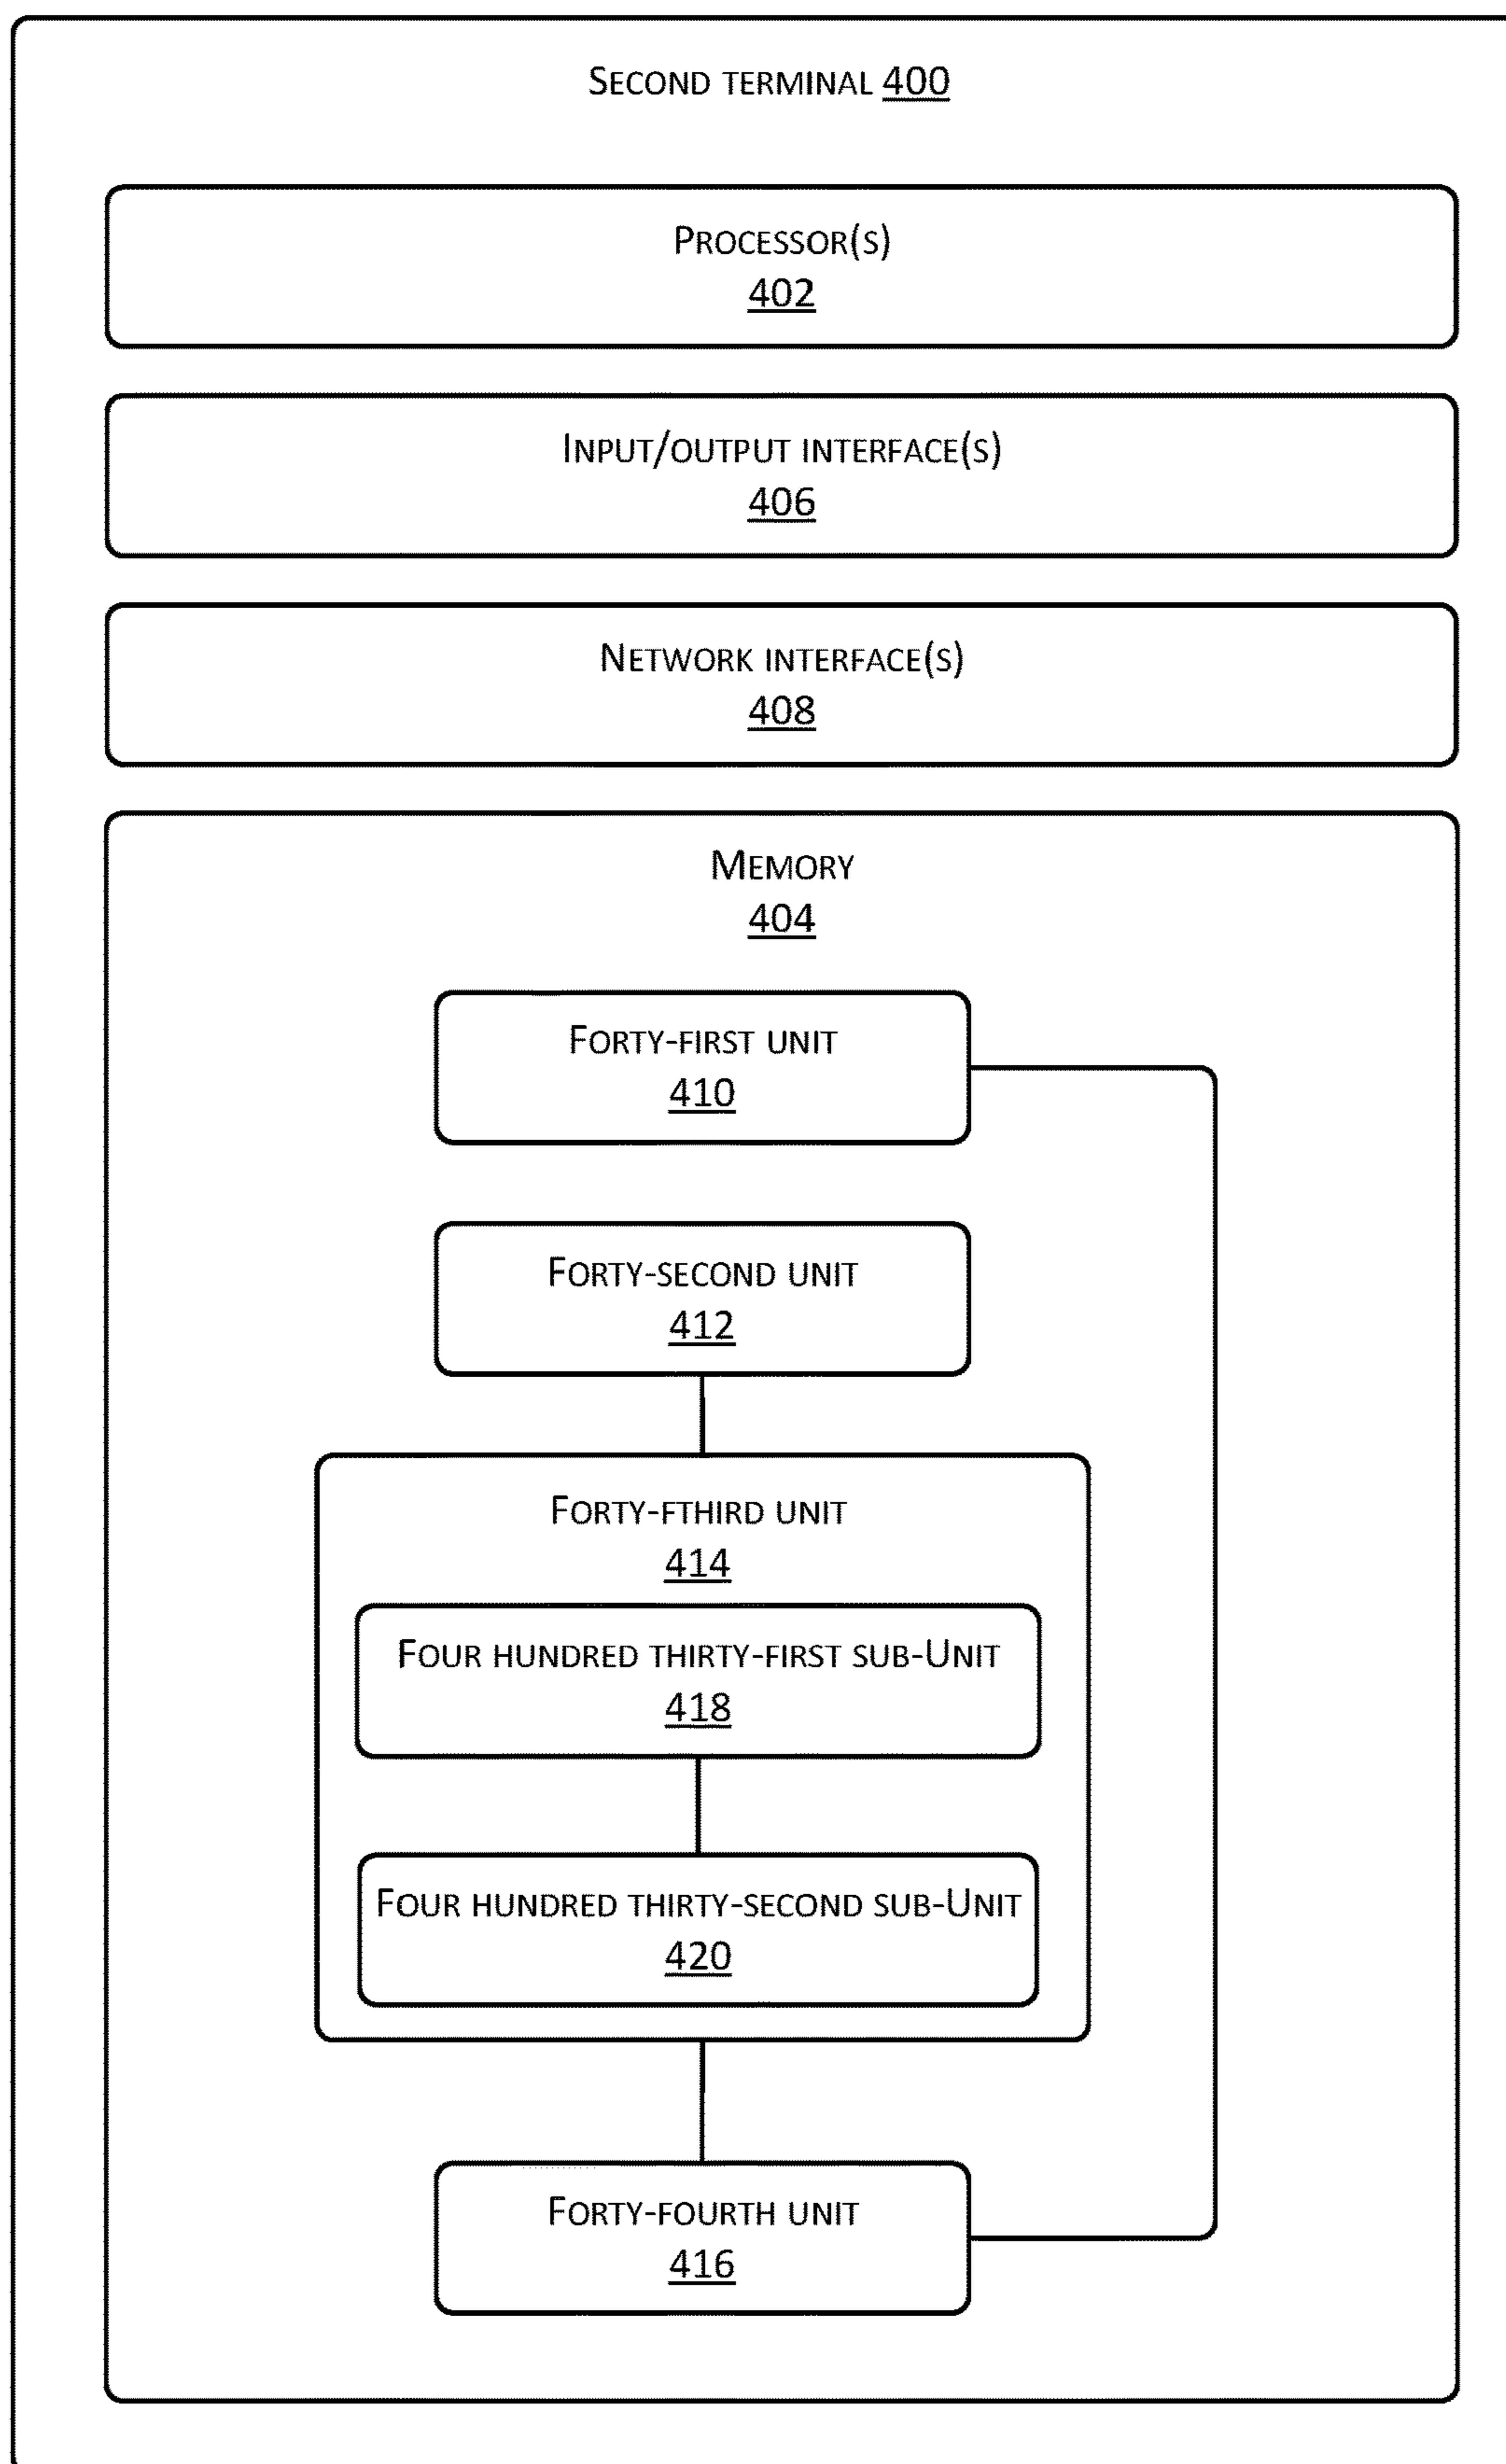 Second terminal 400
Processor(s)
402
Input/output interface(s)
406
Network interface(s)
408
Memory
404
Forty-first unit
410
Forty-second unit
412
Forty-fthird unit
414
Four hundred thirty-first sub-Unit
418
Four hundred thirty-second sub-Unit
420
Forty-fourth unit
416